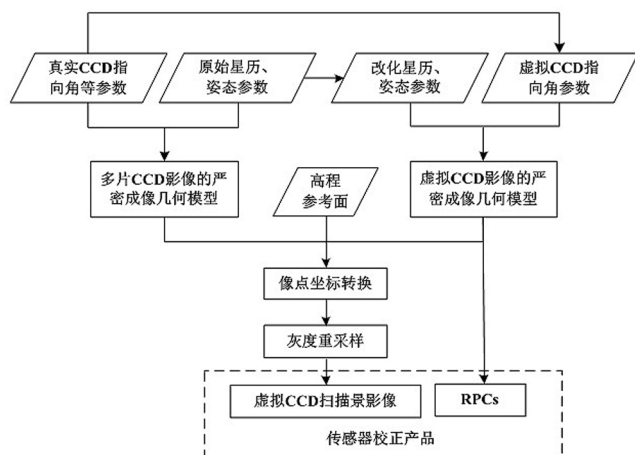 真实CCD指
向角等参数
原始星历、
姿态参数
改化星历、
姿态参数
虚拟CCD指
向角参数
多片CCD影像的严
密成像几何模型
高程
参考面
虚拟CCD影像的严
密成像几何模型
像点坐标转换
灰度重采样
虚拟CCD扫描景影像
RPCs
传感器校正产品